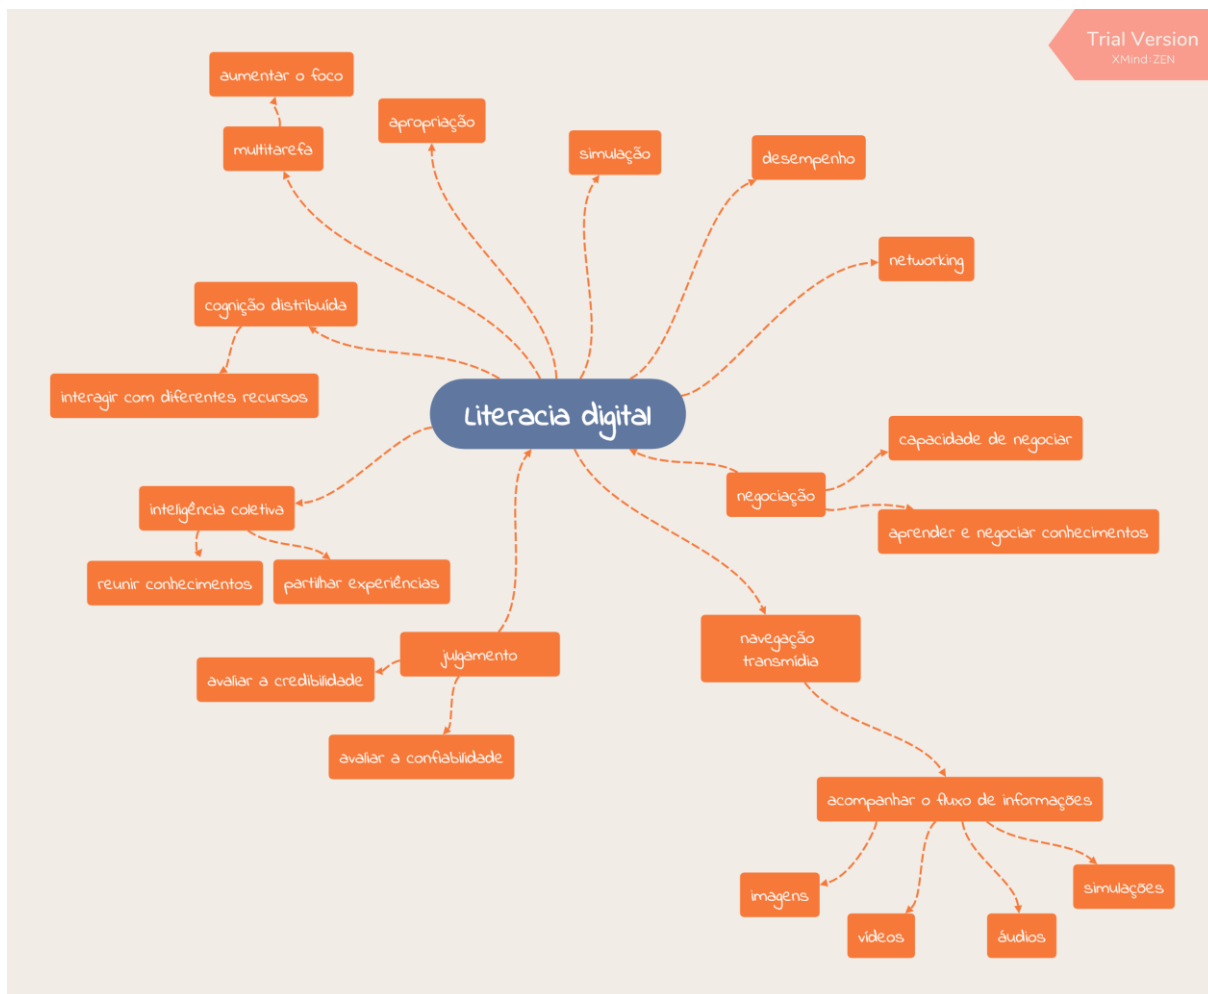 Trial Version
XMind:ZEN
aumentar o foco
multitarefa
apropriação
simulação
desempenho
networking
cognição distribuída
interagir com diferentes recursos
Literacia digital
capacidade de negociar
negociação
aprender e negociar conhecimentos
inteligência coletiva
reunir conhecimentos
partilhar experiências
julgamento
avaliar a credibilidade
avaliar a confiabilidade
navegação
transmídia
acompanhar o fluxo de informações
imagens
vídeos
áudios
simulações